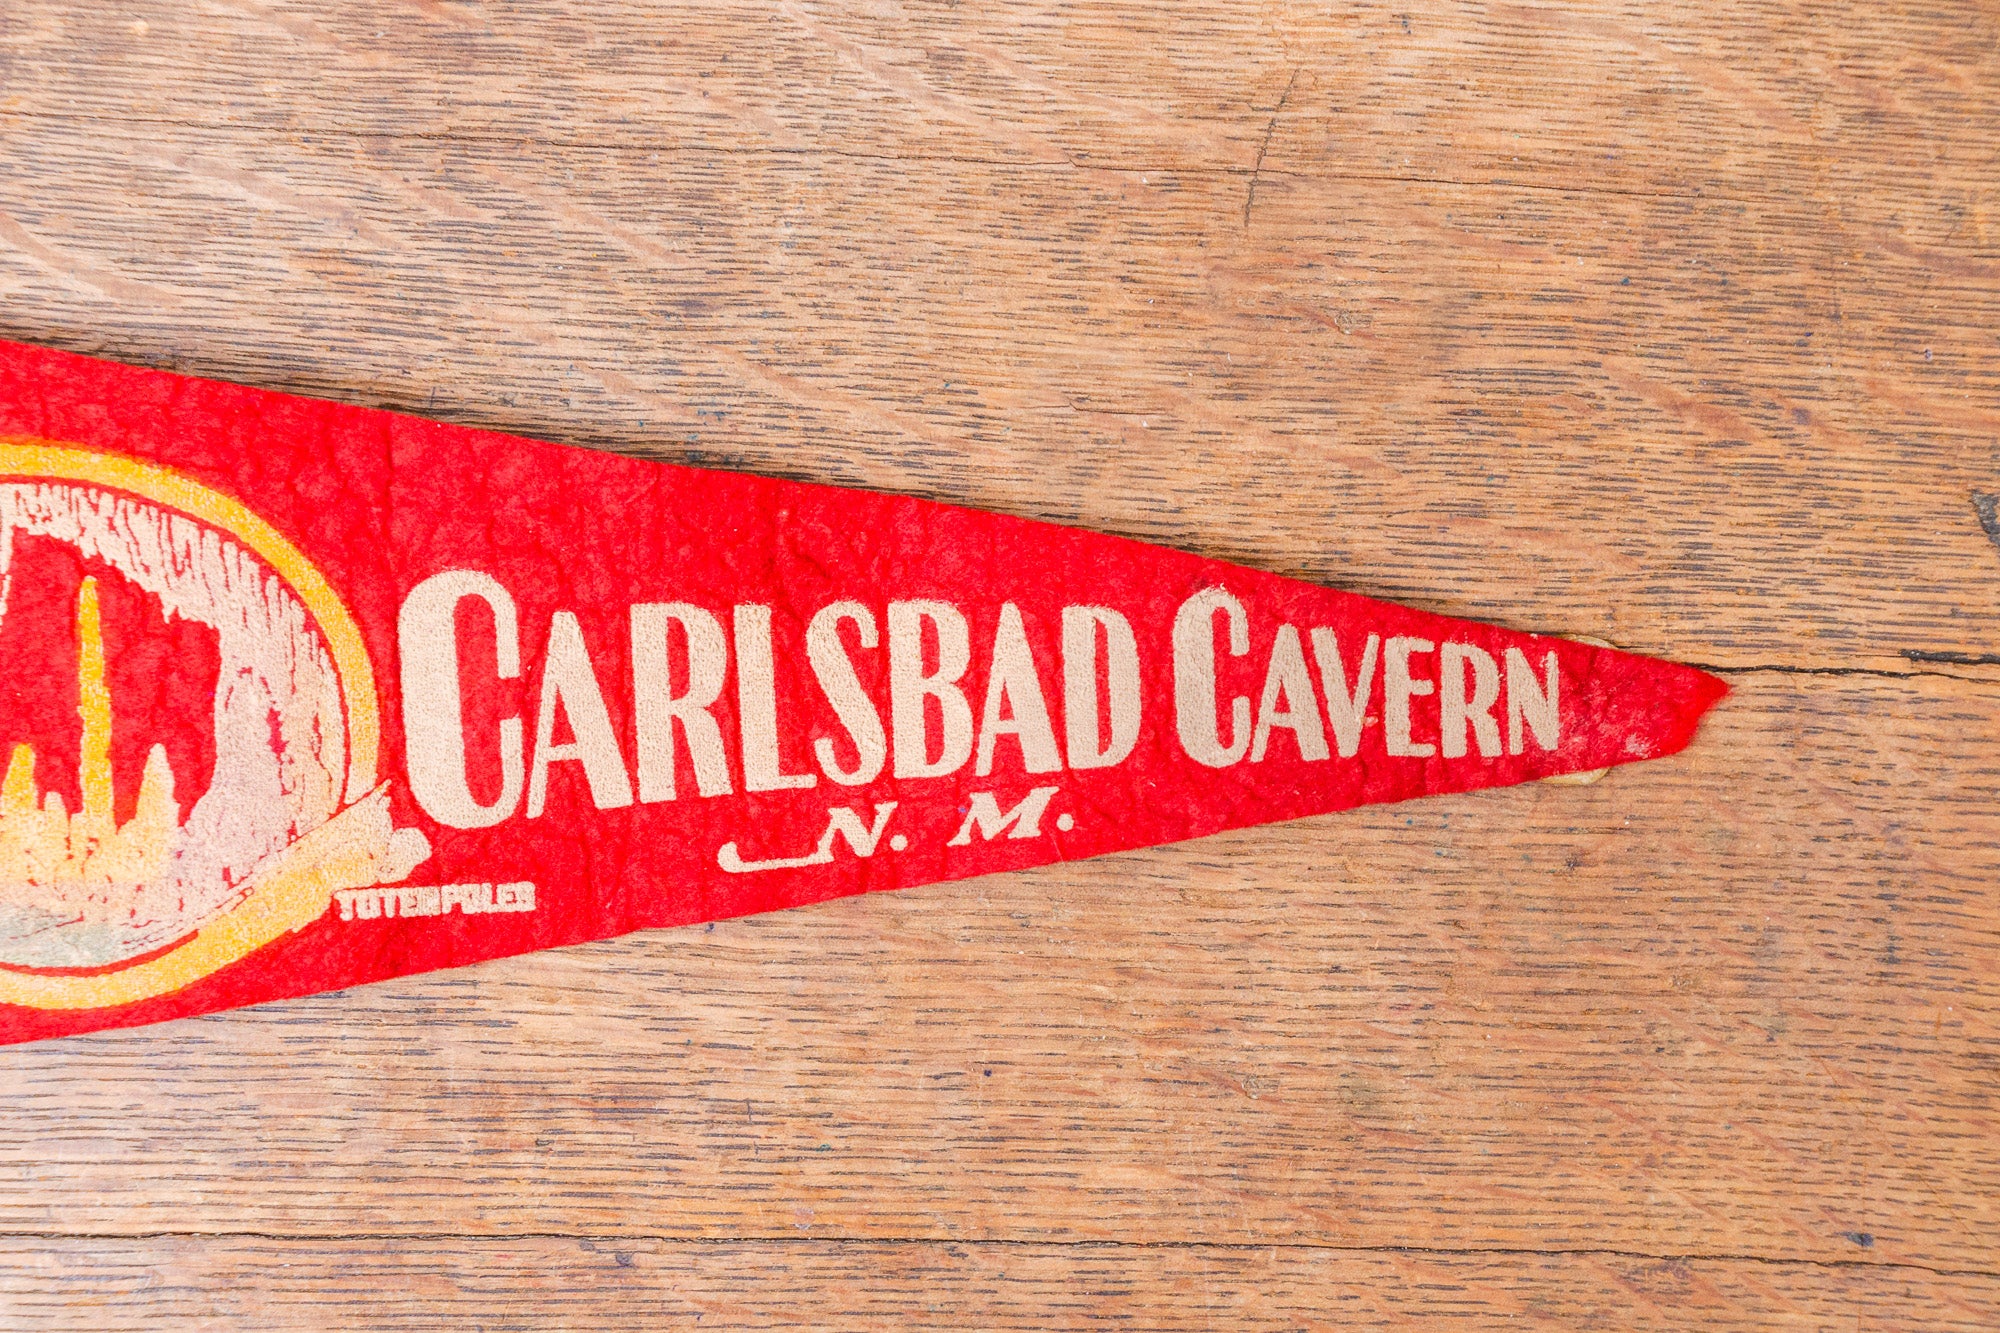 CARLSBAD CAVERN
N. M.
TOTEM POLES